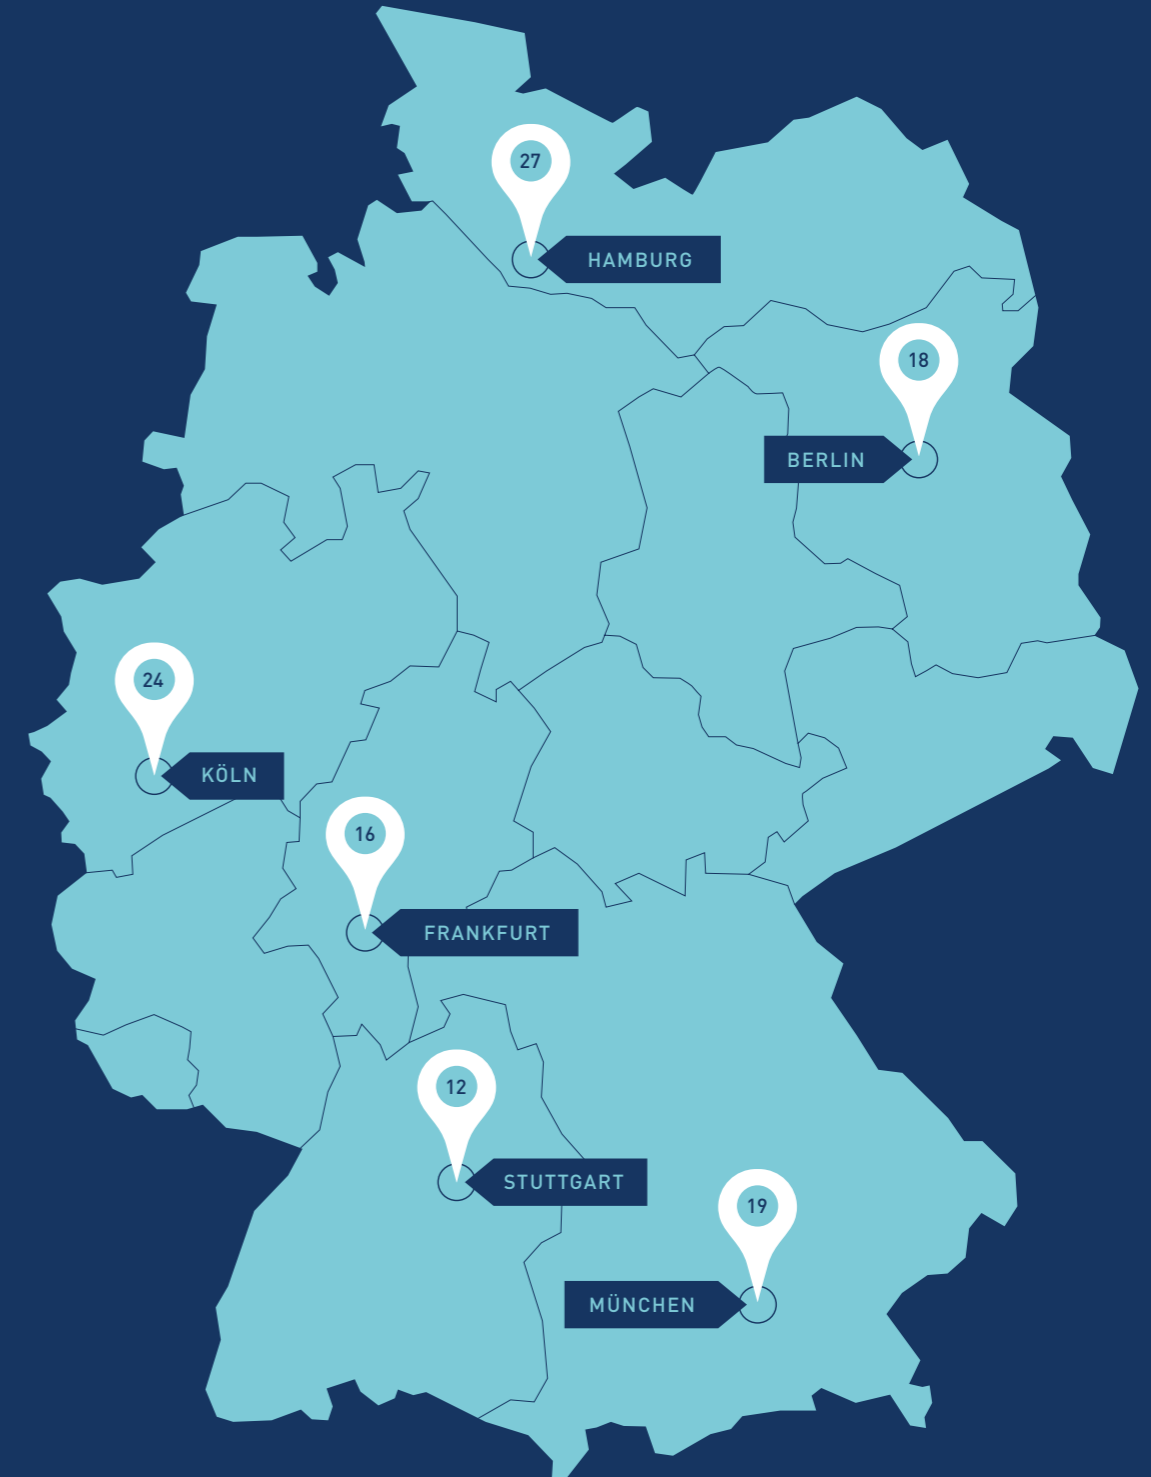 27
HAMBURG
18
BERLIN
24
KÖLN
16
FRANKFURT
12
STUTTGART
19
MÜNCHEN